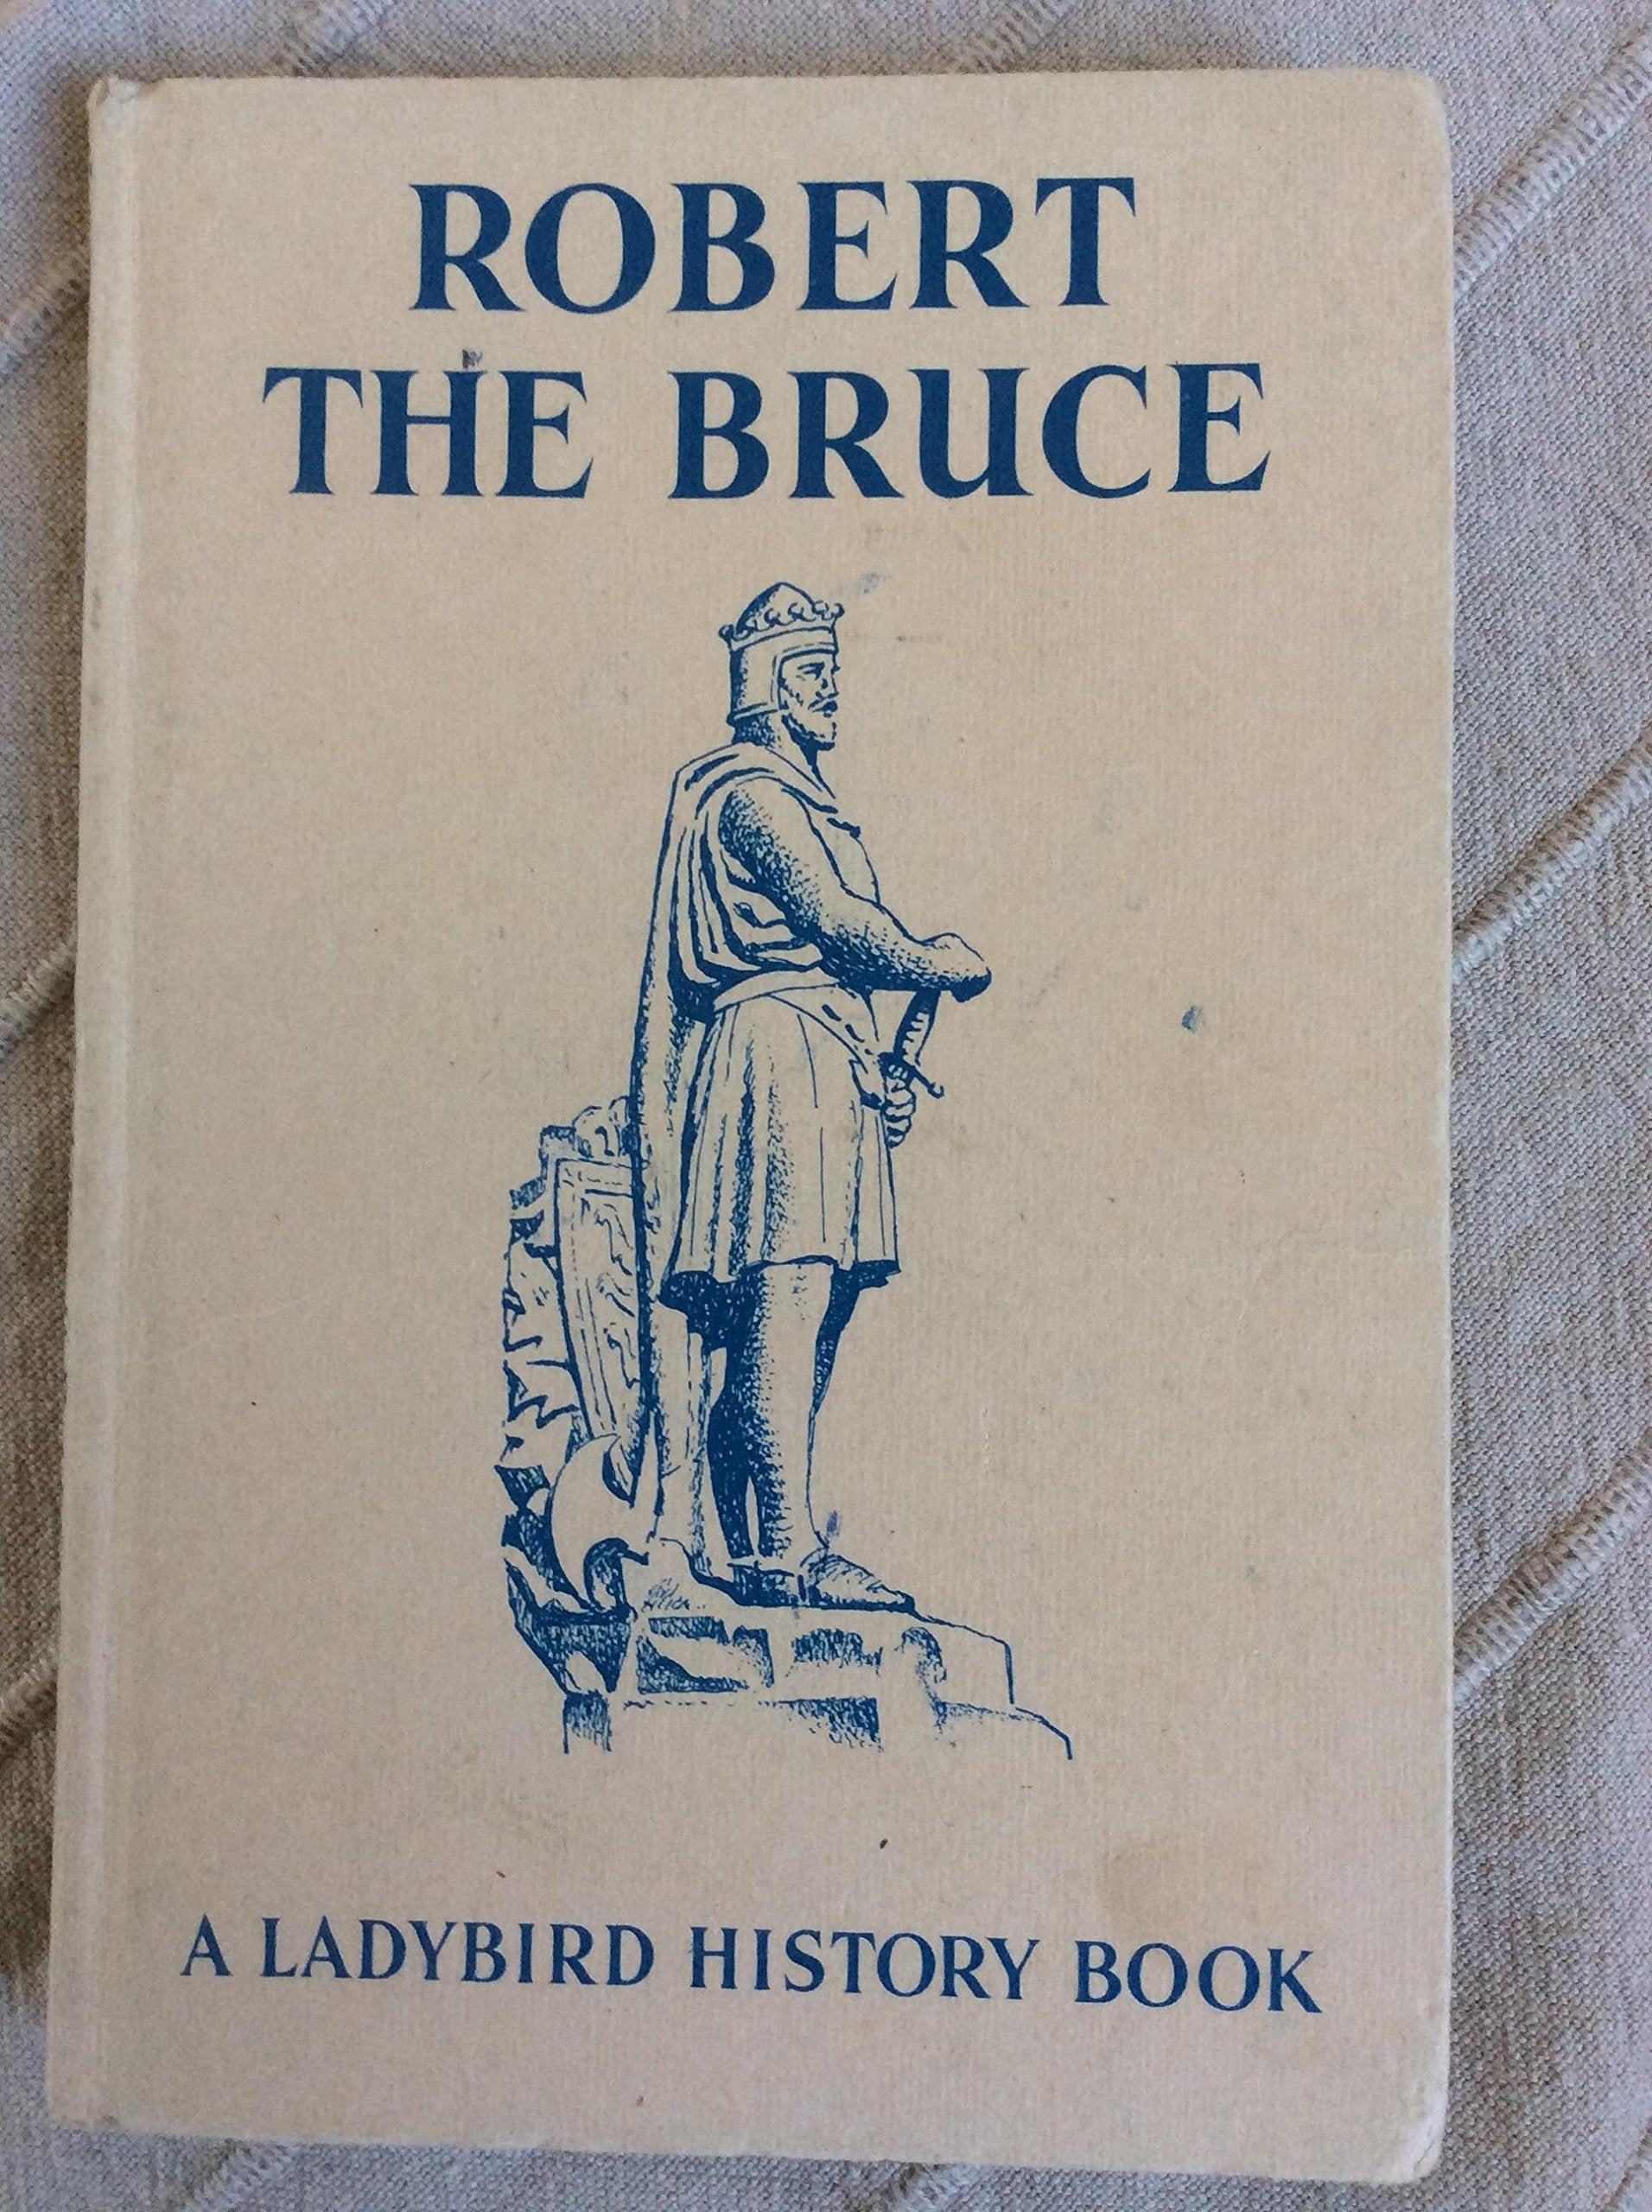 ROBERT
THE BRUCE
A LADYBIRD HISTORY BOOK